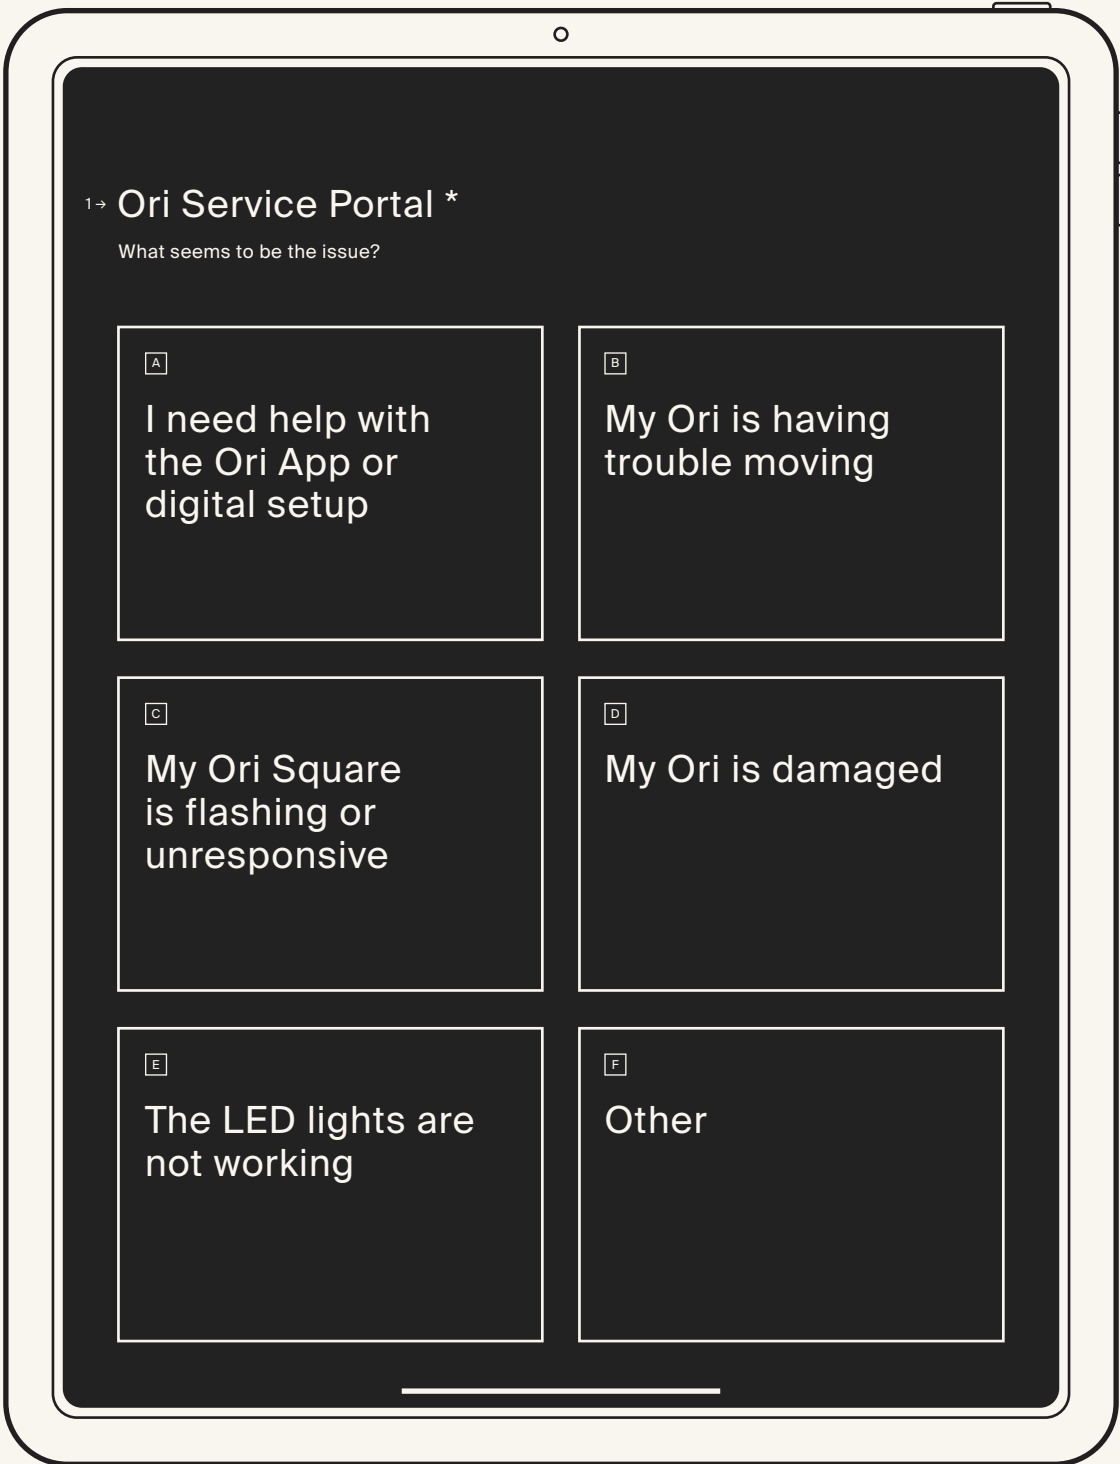 1→ Ori Service Portal *
What seems to be the issue?
A
I need help with
the Ori App or
digital setup
B
My Ori is having
trouble moving
C
My Ori Square
is flashing or
unresponsive
D
My Ori is damaged
E
The LED lights are
not working
F
Other